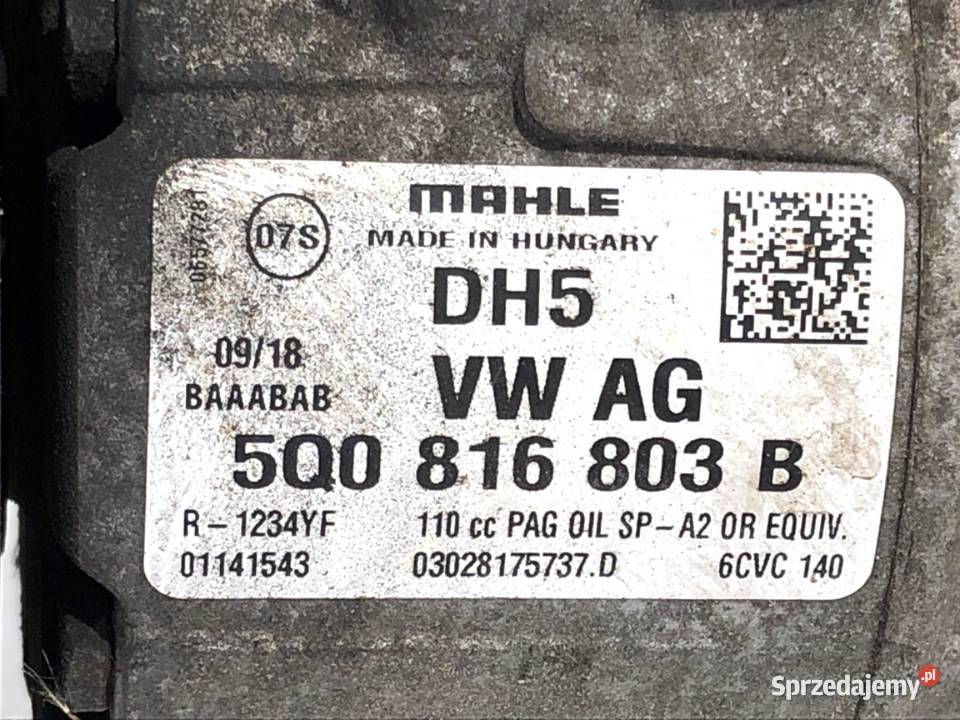 MAHLE
07S
MADE IN HUNGARY
DH5
09/18
VW AG
BAAABAB
5Q0 816 803 B
R-1234YF 110 cc PAG OIL SP-A2 OR EQUIV.
01141543 03028175737.D 6CVC 140
Sprzedajemy.pl